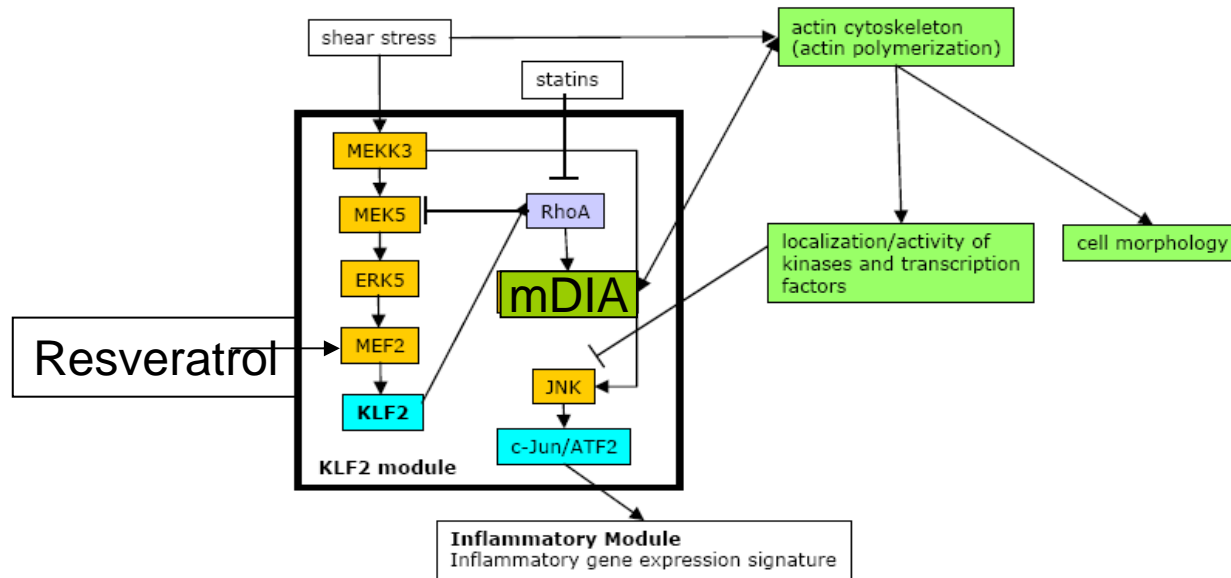 shear stress
actin cytoskeleton
(actin polymerization)
statins
MEKK3
MEK5
RhoA
localization/activity of
kinases and transcription
factors
cell morphology
ERK5
mDIA
Resveratrol
MEF2
JNK
KLF2
c-Jun/ATF2
KLF2 module
Inflammatory Module
Inflammatory gene expression signature